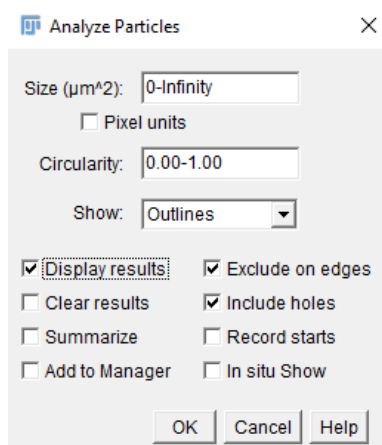 Analyze Particles
Size (µm^2): 0-Infinity
Pixel units
Circularity: 0.00-1.00
Show: Outlines
Display results Exclude on edges
Clear results Include holes
Summarize Record starts
Add to Manager In situ Show
OK Cancel Help